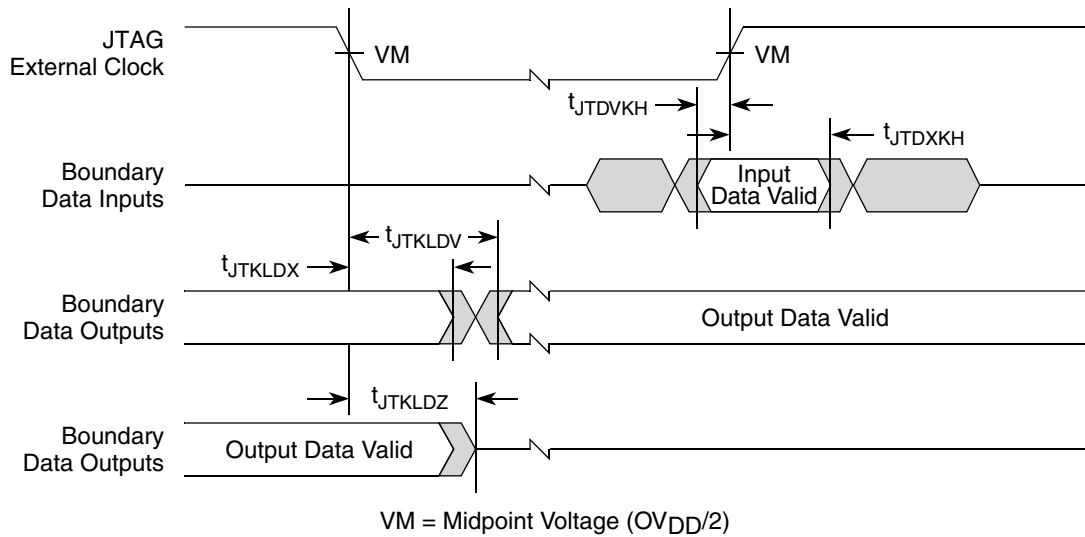 JTAG
External Clock
VM
VM
tJTDVKH
tJTDXKH
Boundary
Data Inputs
Input
Data Valid
tJTKLDV
tJTKLDX
Boundary
Data Outputs
Output Data Valid
tJTKLDZ
Boundary
Data Outputs
Output Data Valid
VM = Midpoint Voltage (OVDD/2)